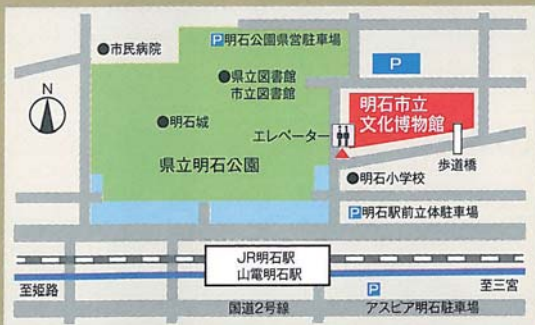 市民病院
P明石公園県営駐車場
P
N
県立図書館
市立図書館
明石市立
文化博物館
明石城
エレベーター
県立明石公園
歩道橋
明石小学校
P明石駅前立体駐車場
JR明石駅
山電明石駅
至姫路
P
至三宮
国道2号線
アスピア明石駐車場